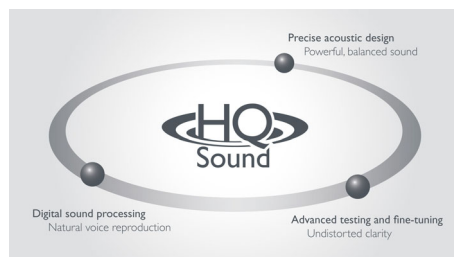 Precise acoustic design
Powerful, balanced sound
HQ
Sound
Digital sound processing
Natural voice reproduction
Advanced testing and fine-tuning
Undistorted clarity